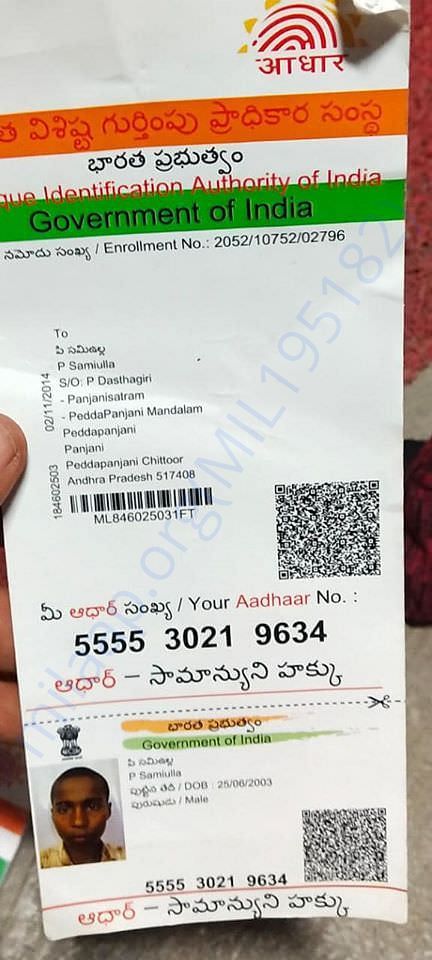 आधार
త విశిష్ట గుర్తింపు ప్రాధికార సంస్థ
భారత ప్రభుత్వం
que Identification Authority of India
Government of India
నమోదు సంఖ్య / Enrollment No.: 2052/10752/02796
To
పి సమిఉల్ల
P Samiulla
S/O: P Dasthagiri
- Panjanisatram
- PeddaPanjani Mandalam
Peddapanjani
Panjani
Peddapanjani Chittoor
Andhra Pradesh 517408
02/11/2014
184602503
ML846025031FT
మీ ఆధార్ సంఖ్య / Your Aadhaar No. :
5555 3021 9634
ఆధార్ – సామాన్యుని హక్కు
భారత ప్రభుత్వం
Government of India
పి సమిఉల్ల
P Samiulla
పుట్టిన తేదీ / DOB : 25/06/2003
పురుషుడు / Male
5555 3021 9634
ఆధార్ – సామాన్యుని హక్కు